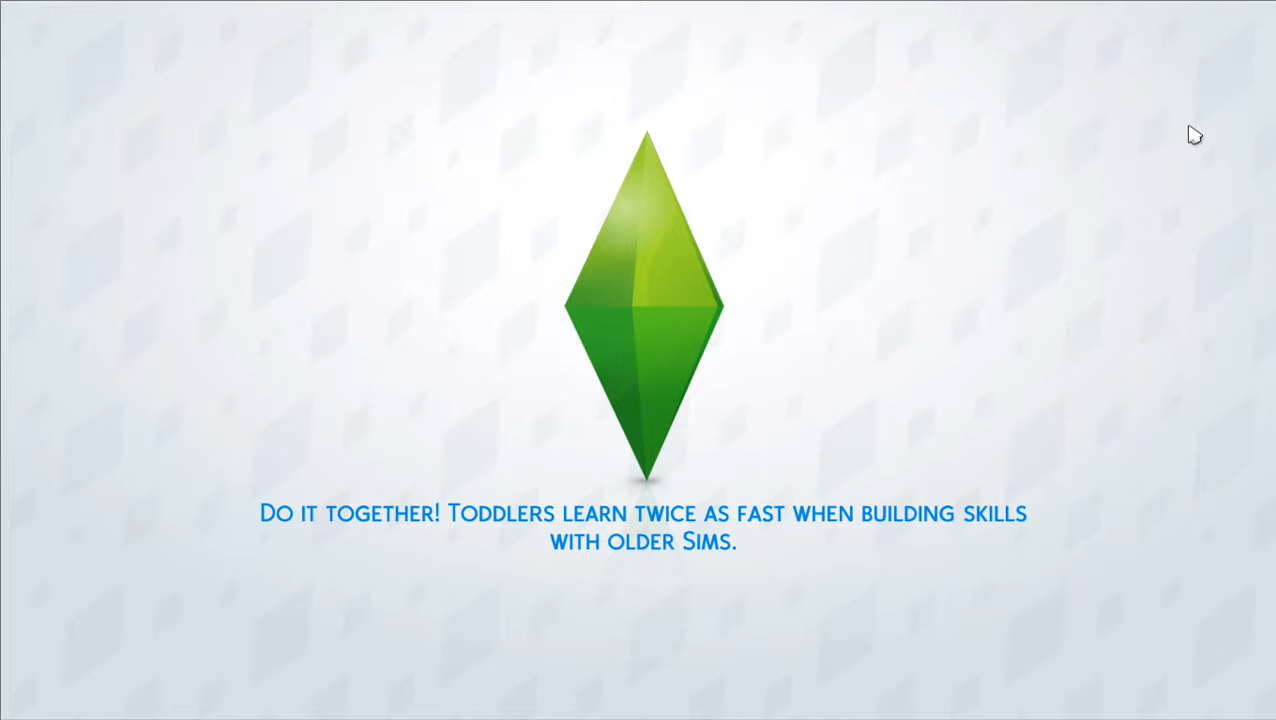 Do it together! Toddlers learn twice as fast when building skills
with older Sims.